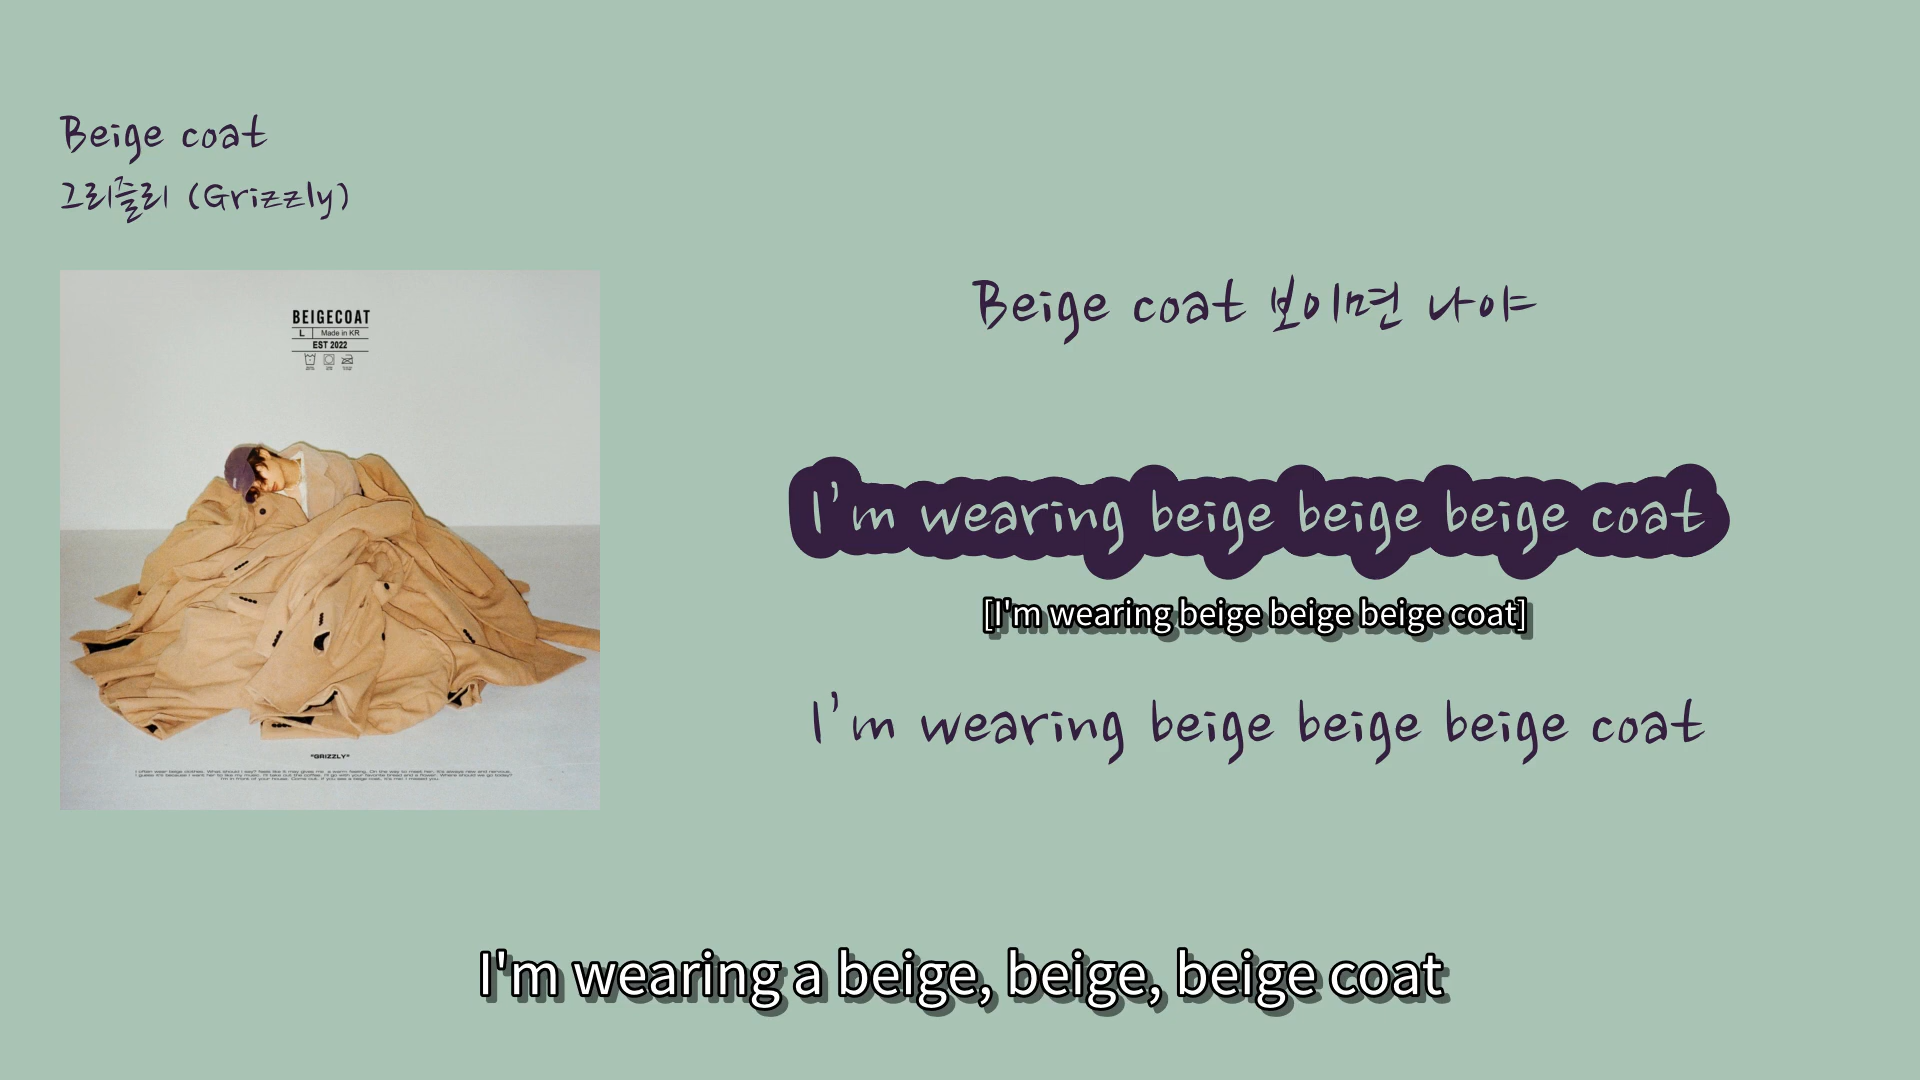 Beige coat
그리즐리 (Grizzly)
BEIGECOAT
L Made in KR
EST 2022
"GRIZZLY"
Beige coat 보이면 나야
I'm wearing beige beige beige coat
[I'm wearing beige beige beige coat]
I'm wearing beige beige beige coat
I'm wearing a beige, beige, beige coat